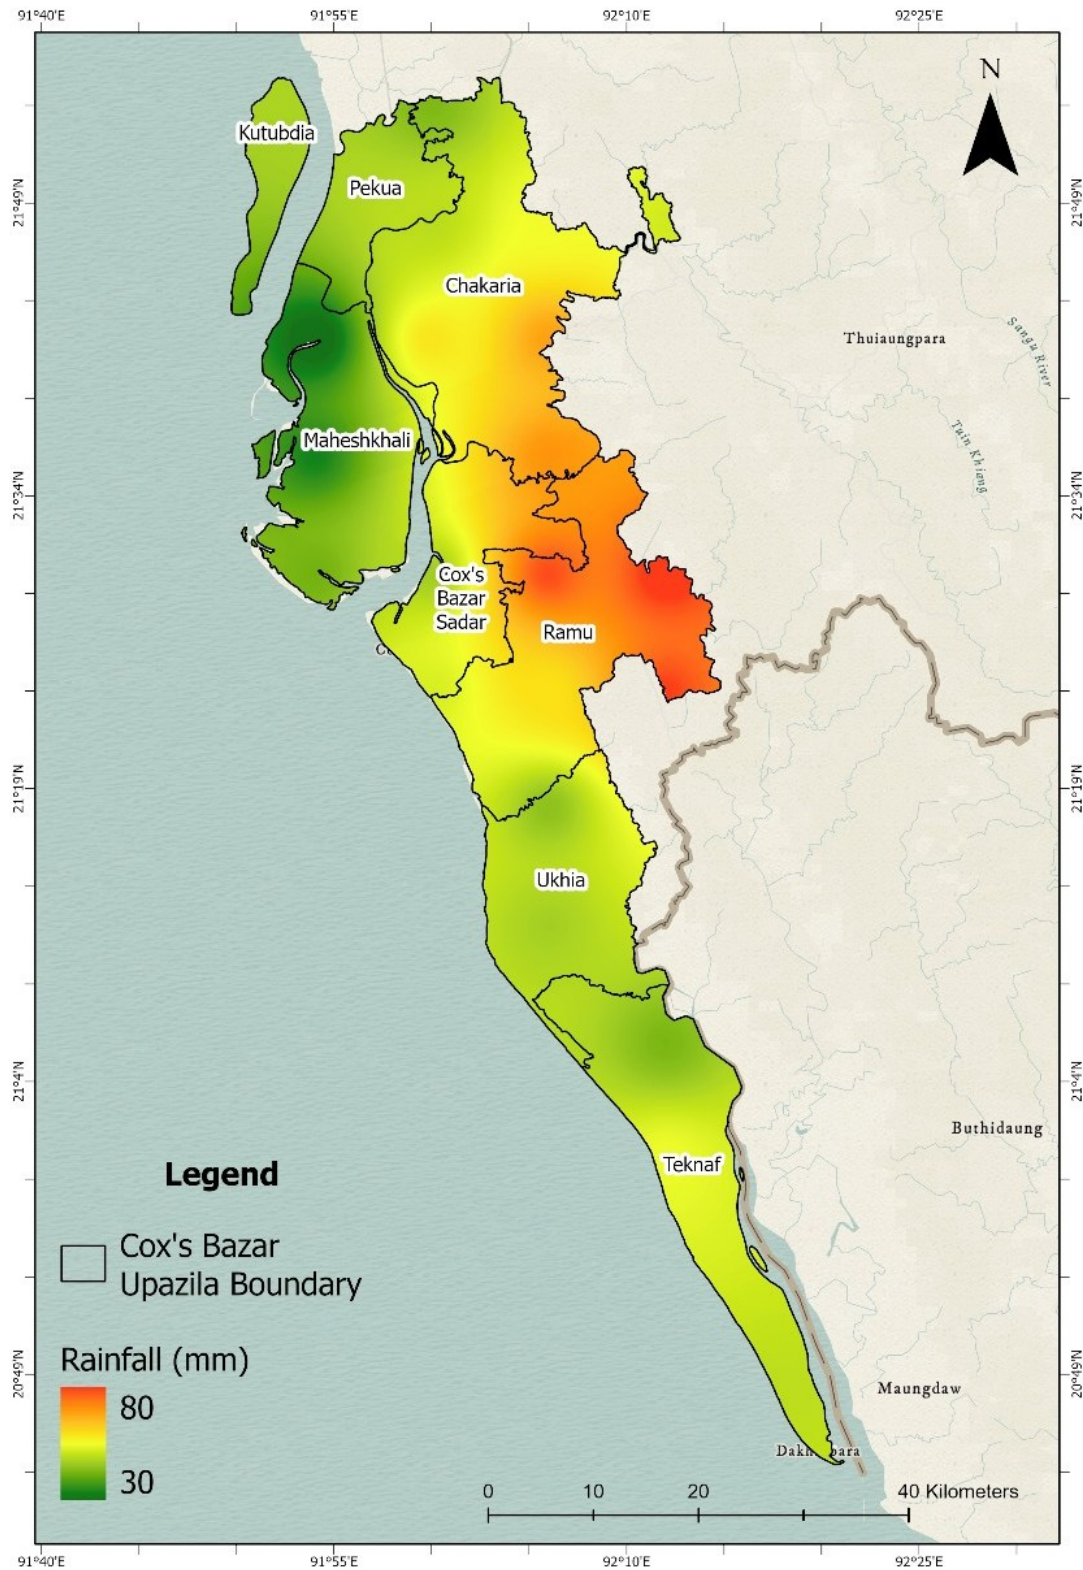 91°40'E 91°55'E 92°10'E 92°25'E
N
Kutubdia
21°49'N
Pekua
21°49'N
Chakaria
Thuiaungpara
Sangu River
Tuin Khiang
Maheshkhali
21°34'N
21°34'N
Cox's
Bazar
Sadar
Ramu
21°19'N
21°19'N
Ukhia
21°4'N
21°4'N
Buthidaung
Teknaf
Legend
Cox's Bazar
Upazila Boundary
Rainfall (mm)
80
30
20°49'N
20°49'N
Maungdaw
0 10 20 40 Kilometers
91°40'E 91°55'E 92°10'E 92°25'E